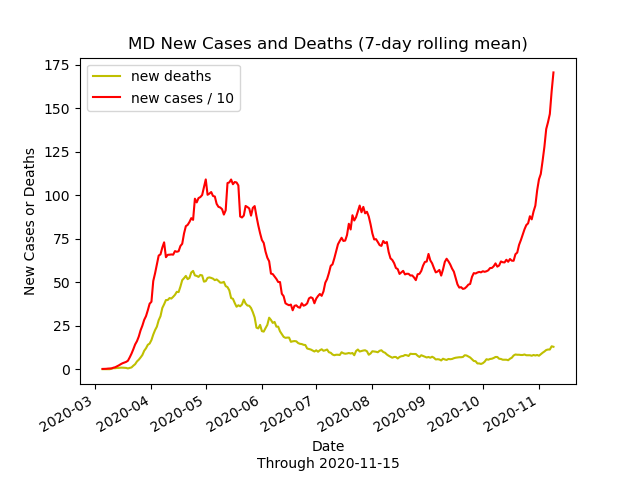 MD New Cases and Deaths (7-day rolling mean)
new deaths
new cases / 10
New Cases or Deaths
175
150
125
100
75
50
25
0
2020-03
2020-04
2020-05
2020-06
2020-07
2020-08
2020-09
2020-10
2020-11
Date
Through 2020-11-15